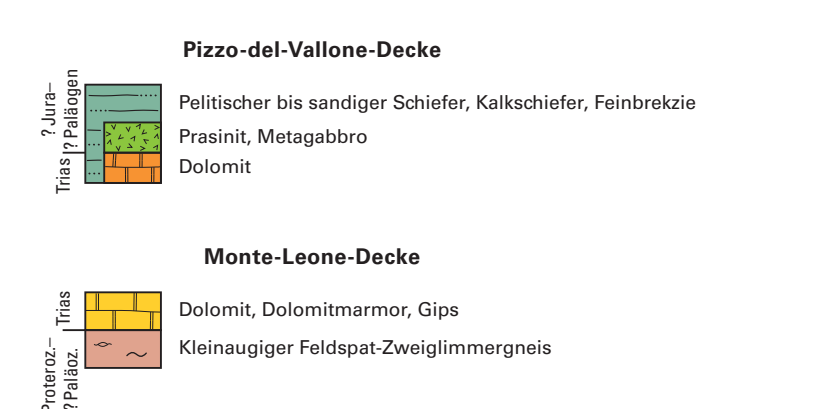 Pizzo-del-Vallone-Decke
? Jura–
? Paläogen
Trias
Pelitischer bis sandiger Schiefer, Kalkschiefer, Feinbrekzie
Prasinit, Metagabbro
Dolomit
Monte-Leone-Decke
Trias
Proteroz.–
? Paläoz.
Dolomit, Dolomitmarmor, Gips
Kleinaugiger Feldspat-Zweiglimmergneis